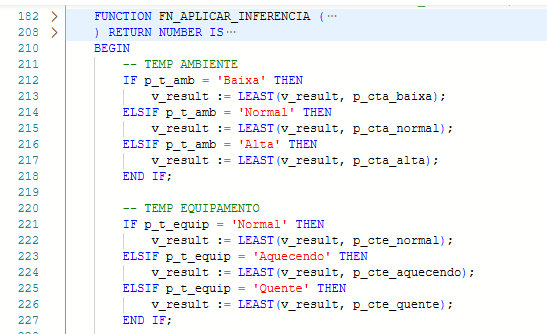 182 > FUNCTION FN_APLICAR_INFERENCIA (···
208 > ) RETURN NUMBER IS···
210 BEGIN
211 -- TEMP AMBIENTE
212 IF p_t_amb = 'Baixa' THEN
213 v_result := LEAST(v_result, p_cta_baixa);
214 ELSIF p_t_amb = 'Normal' THEN
215 v_result := LEAST(v_result, p_cta_normal);
216 ELSIF p_t_amb = 'Alta' THEN
217 v_result := LEAST(v_result, p_cta_alta);
218 END IF;
219
220 -- TEMP EQUIPAMENTO
221 IF p_t_equip = 'Normal' THEN
222 v_result := LEAST(v_result, p_cte_normal);
223 ELSIF p_t_equip = 'Aquecendo' THEN
224 v_result := LEAST(v_result, p_cte_aquecendo);
225 ELSIF p_t_equip = 'Quente' THEN
226 v_result := LEAST(v_result, p_cte_quente);
227 END IF;